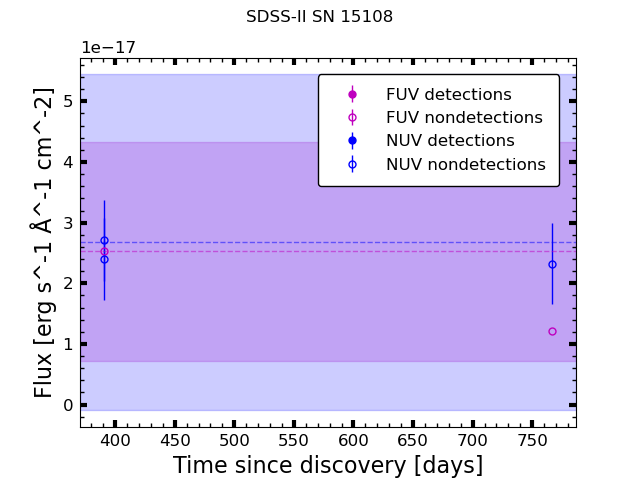 SDSS-II SN 15108
1e−17
Flux [erg s^-1 Å^-1 cm^-2]
5
4
3
2
1
0
FUV detections
FUV nondetections
NUV detections
NUV nondetections
400 450 500 550 600 650 700 750
Time since discovery [days]